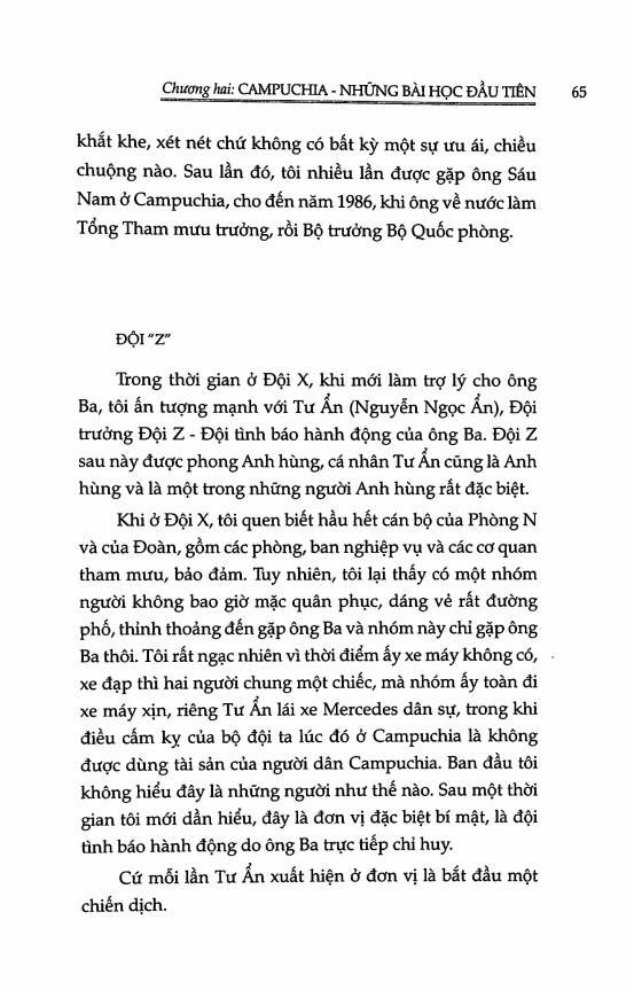 Chương hai: CAMPUCHIA - NHỮNG BÀI HỌC ĐẦU TIÊN 65
khắt khe, xét nét chứ không có bất kỳ một sự ưu ái, chiều
chuộng nào. Sau lần đó, tôi nhiều lần được gặp ông Sáu
Nam ở Campuchia, cho đến năm 1986, khi ông về nước làm
Tổng Tham mưu trưởng, rồi Bộ trưởng Bộ Quốc phòng.
ĐỘI "Z"
Trong thời gian ở Đội X, khi mới làm trợ lý cho ông
Ba, tôi ấn tượng mạnh với Tư Ẩn (Nguyễn Ngọc Ẩn), Đội
trưởng Đội Z - Đội tình báo hành động của ông Ba. Đội Z
sau này được phong Anh hùng, cá nhân Tư Ẩn cũng là Anh
hùng và là một trong những người Anh hùng rất đặc biệt.
Khi ở Đội X, tôi quen biết hầu hết cán bộ của Phòng N
và của Đoàn, gồm các phòng, ban nghiệp vụ và các cơ quan
tham mưu, bảo đảm. Tuy nhiên, tôi lại thấy có một nhóm
người không bao giờ mặc quân phục, dáng vẻ rất đường
phố, thỉnh thoảng đến gặp ông Ba và nhóm này chỉ gặp ông
Ba thôi. Tôi rất ngạc nhiên vì thời điểm ấy xe máy không có,
xe đạp thì hai người chung một chiếc, mà nhóm ấy toàn đi
xe máy xịn, riêng Tư Ẩn lái xe Mercedes dân sự, trong khi
điều cấm kỵ của bộ đội ta lúc đó ở Campuchia là không
được dùng tài sản của người dân Campuchia. Ban đầu tôi
không hiểu đây là những người như thế nào. Sau một thời
gian tôi mới dần hiểu, đây là đơn vị đặc biệt bí mật, là đội
tình báo hành động do ông Ba trực tiếp chỉ huy.
Cứ mỗi lần Tư Ẩn xuất hiện ở đơn vị là bắt đầu một
chiến dịch.